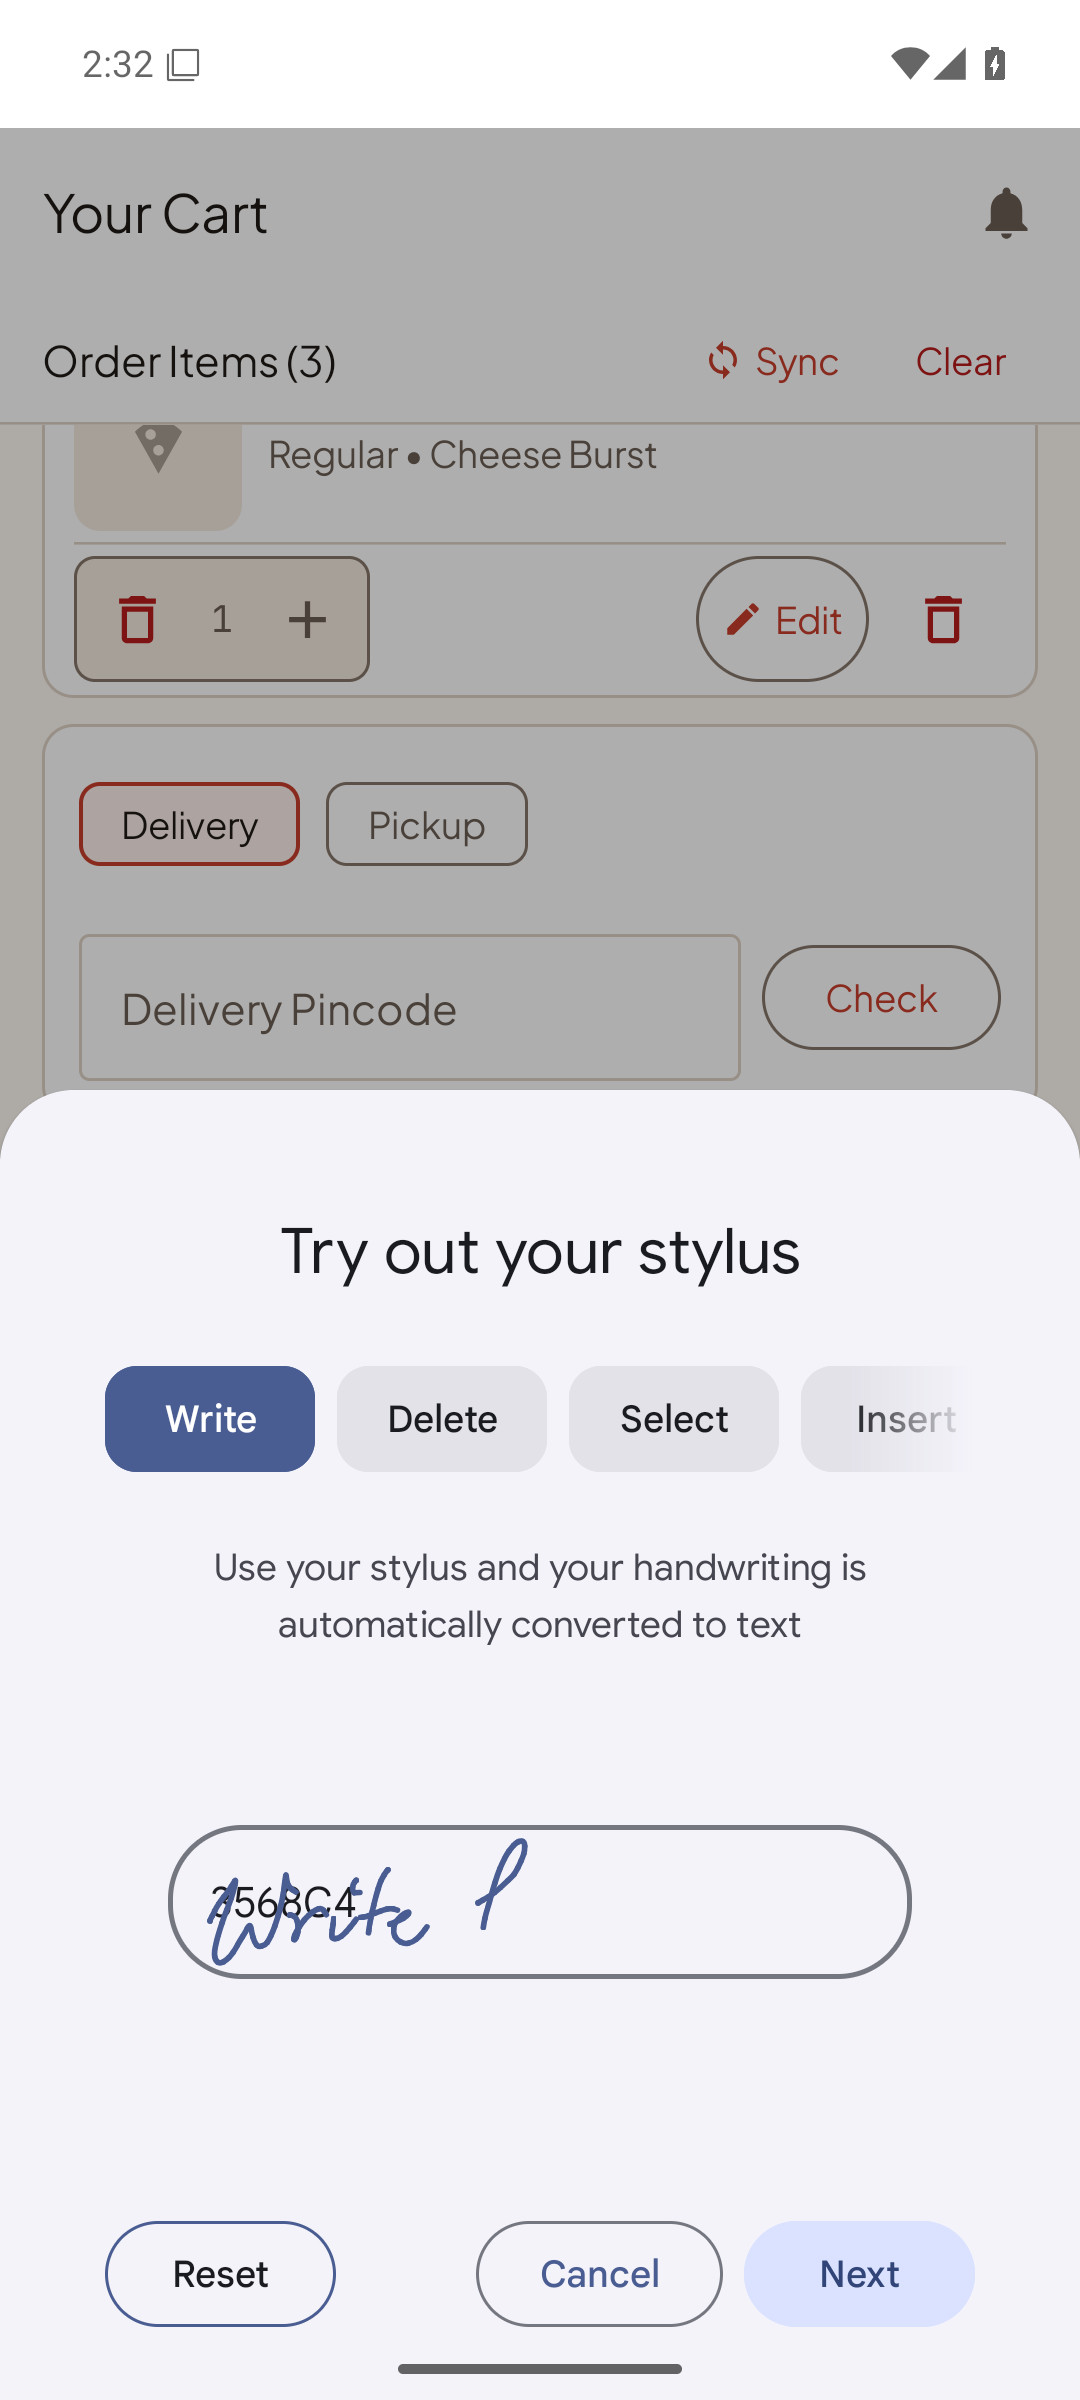 2:32
Your Cart
Order Items (3) Sync Clear
Regular • Cheese Burst
1 Edit
Delivery Pickup
Delivery Pincode Check
Try out your stylus
Write Delete Select Insert
Use your stylus and your handwriting is
automatically converted to text
3568C4
Write
Reset Cancel Next